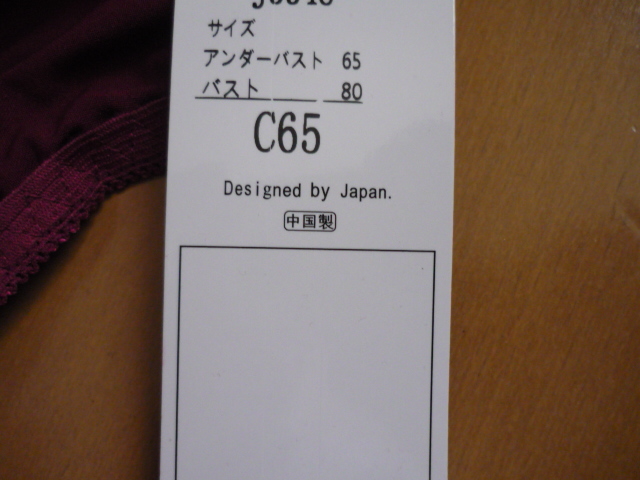 サイズ
アンダーバスト 65
バスト 80
C65
Designed by Japan.
中国製